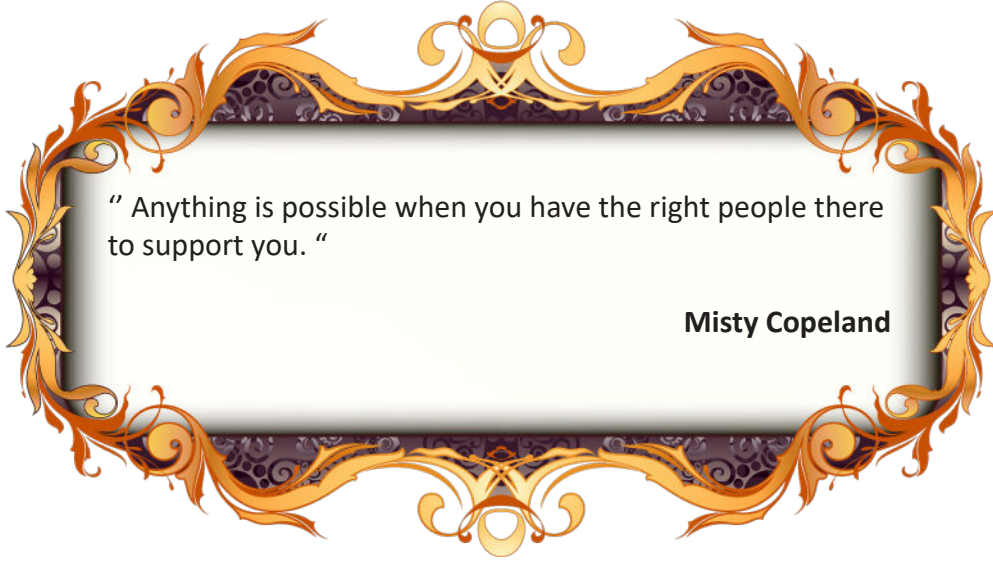 ‘’ Anything is possible when you have the right people there
to support you. “
Misty Copeland